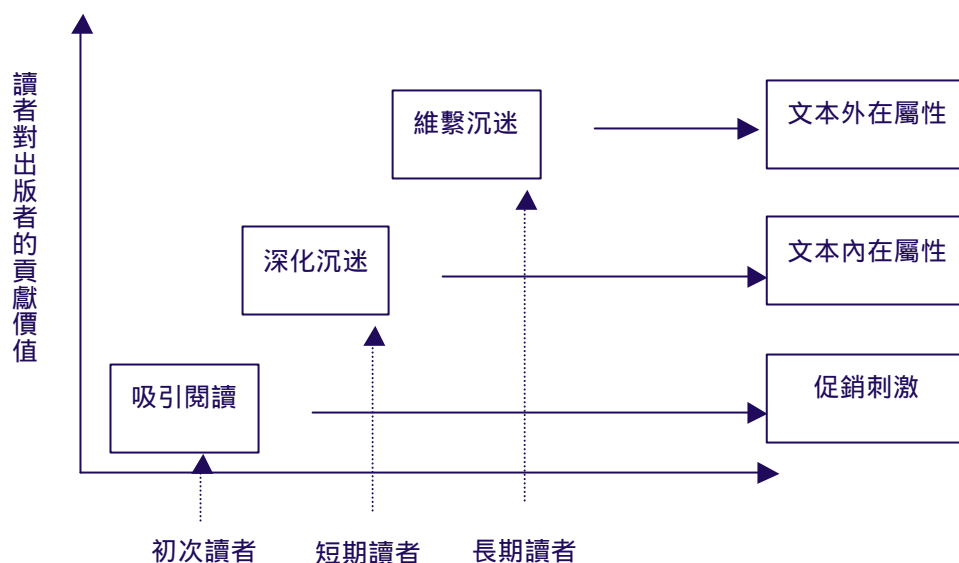 讀者對出版者的貢獻價值
維繫沉迷
文本外在屬性
深化沉迷
文本內在屬性
吸引閱讀
促銷刺激
初次讀者
短期讀者
長期讀者